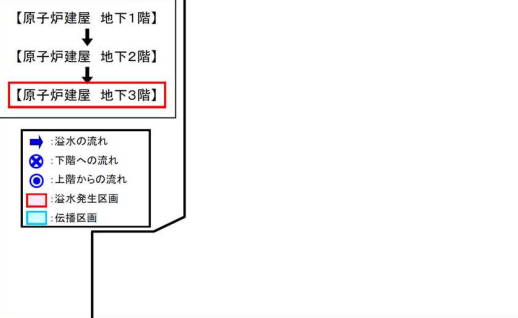 【原子炉建屋 地下1階】
【原子炉建屋 地下2階】
【原子炉建屋 地下3階】
:溢水の流れ
:下階への流れ
:上階からの流れ
:溢水発生区画
:伝播区画